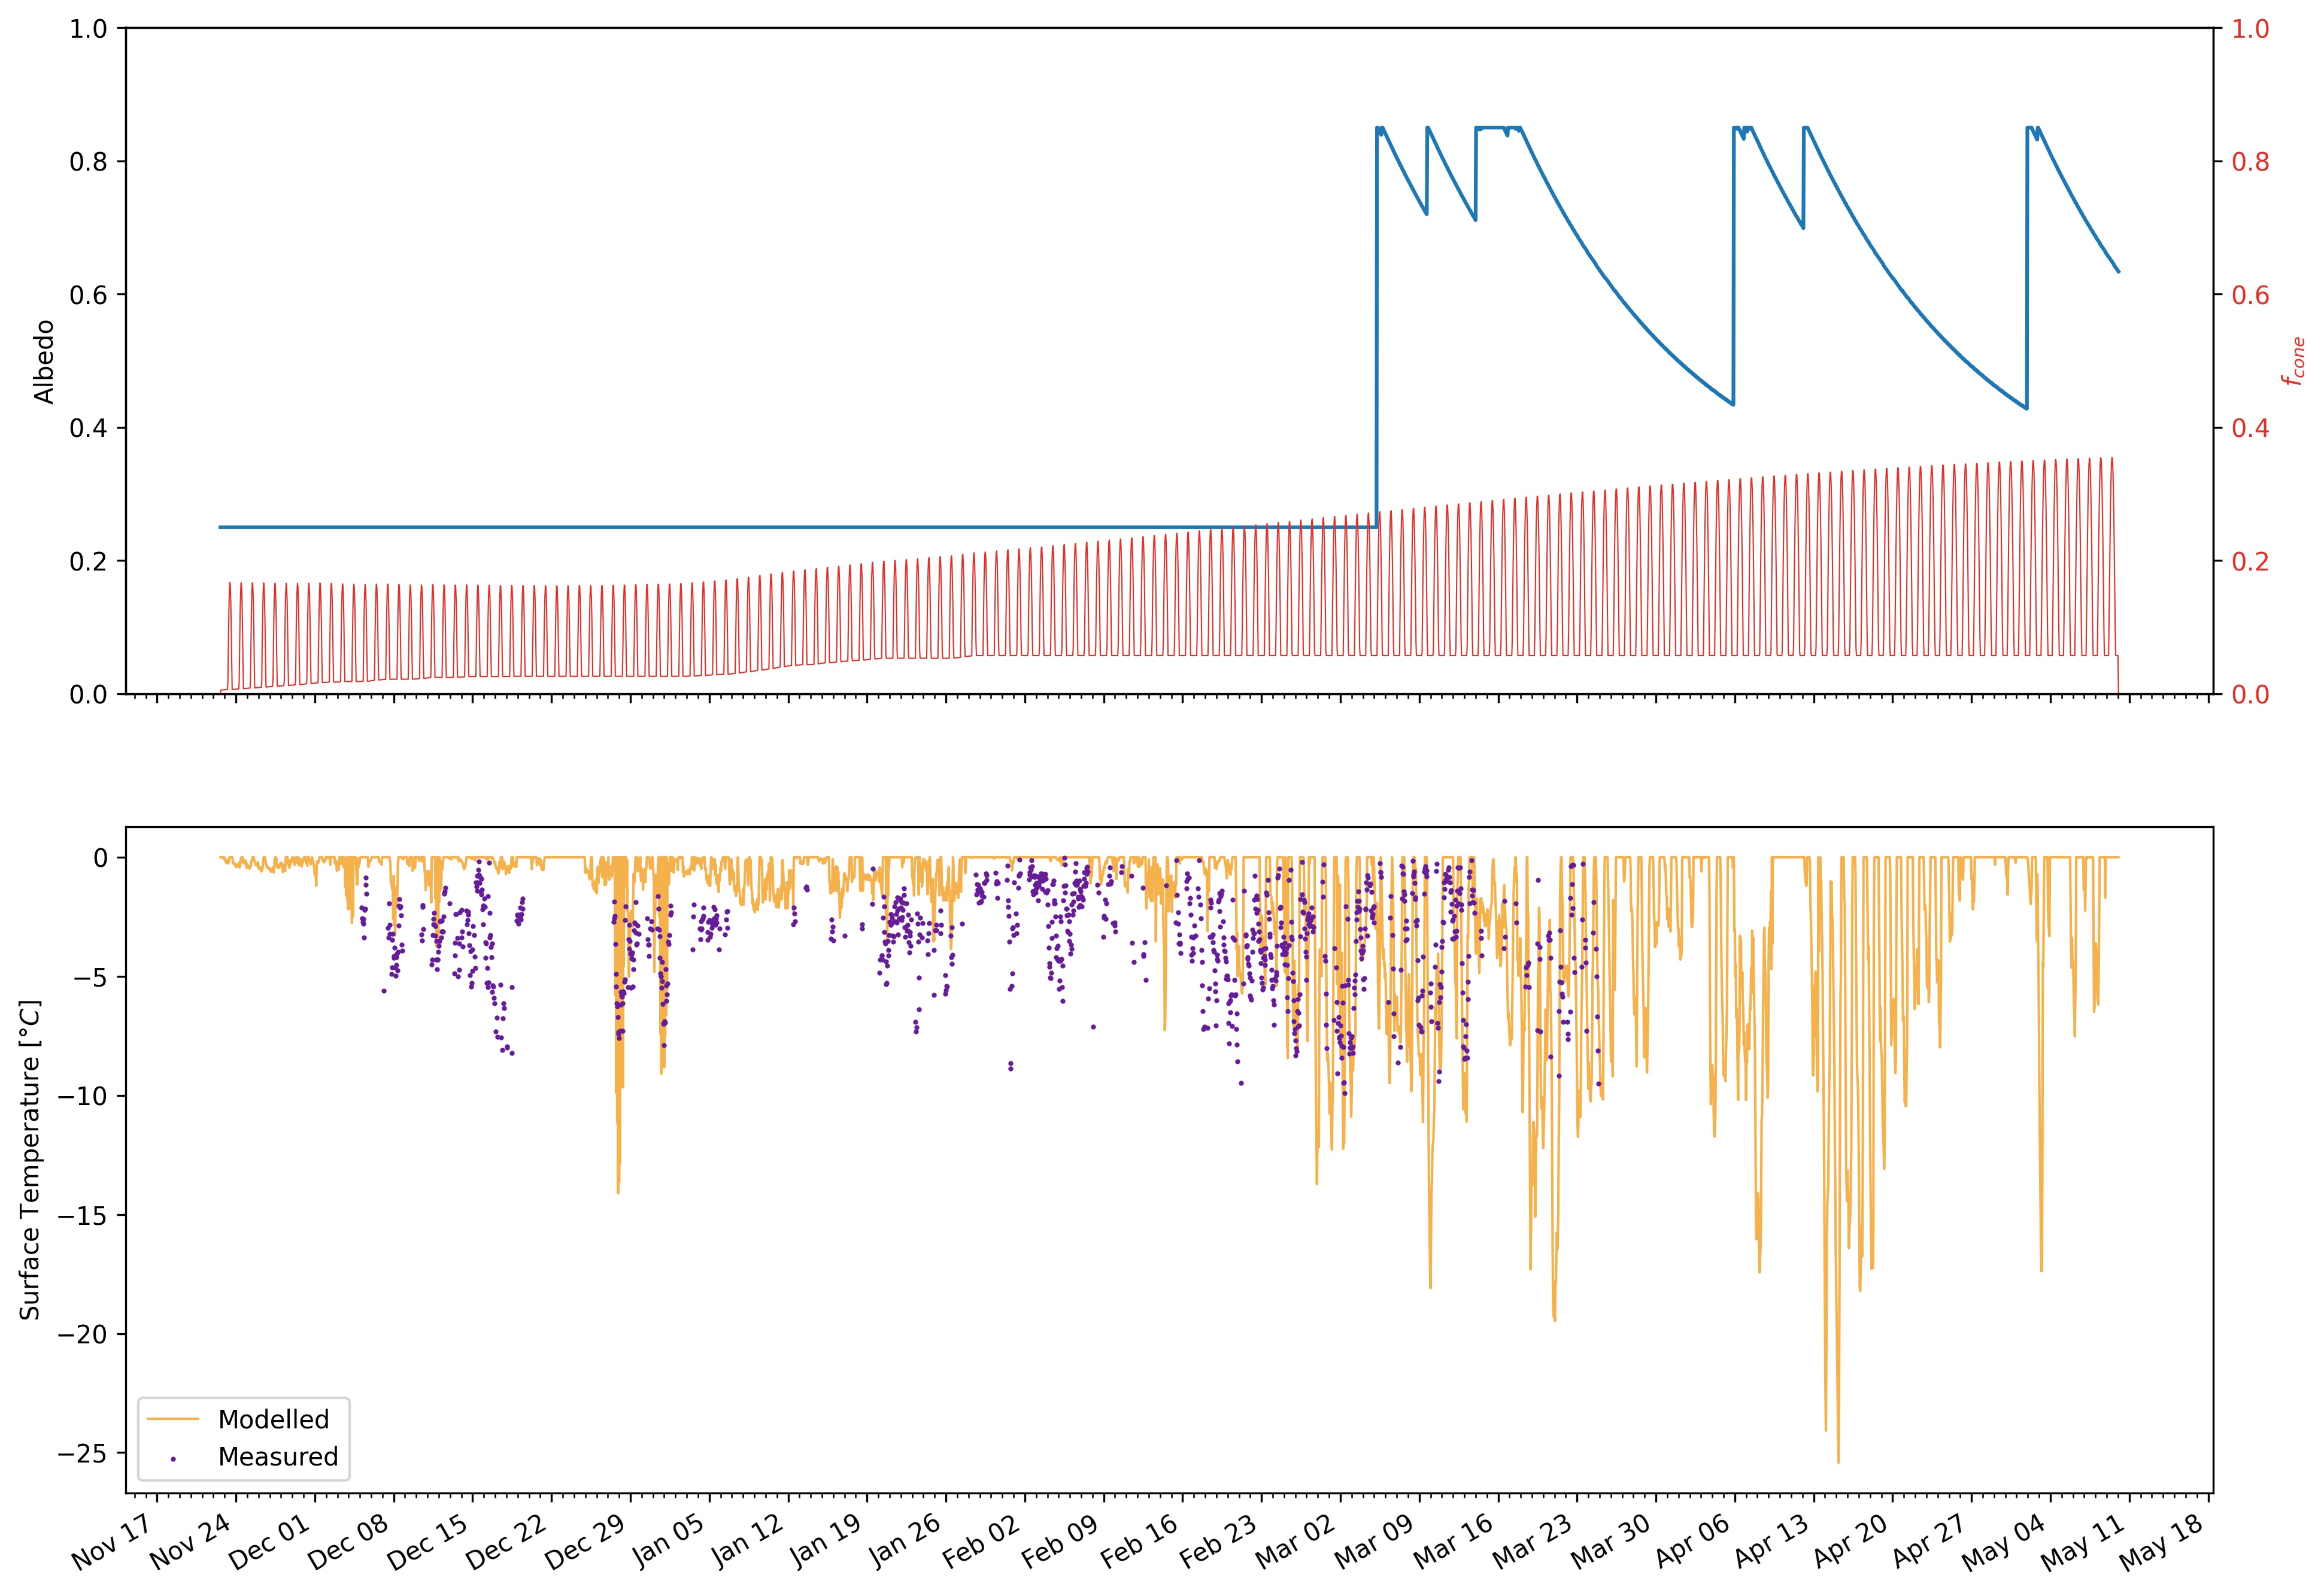 1.0
0.8
0.6
0.4
0.2
0.0
Albedo
1.0
0.8
0.6
0.4
0.2
0.0
fcone
0
−5
−10
−15
−20
−25
Surface Temperature [°C]
Modelled
Measured
Nov 17
Nov 24
Dec 01
Dec 08
Dec 15
Dec 22
Dec 29
Jan 05
Jan 12
Jan 19
Jan 26
Feb 02
Feb 09
Feb 16
Feb 23
Mar 02
Mar 09
Mar 16
Mar 23
Mar 30
Apr 06
Apr 13
Apr 20
Apr 27
May 04
May 11
May 18